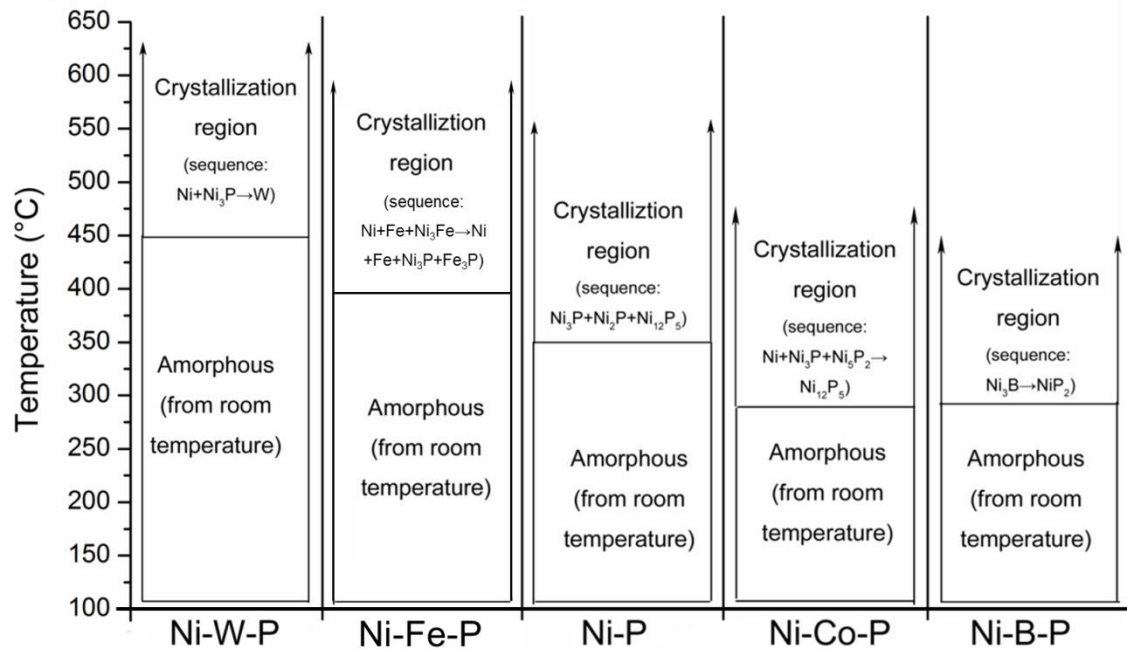 Temperature (°C)
650
600
550
500
450
400
350
300
250
200
150
100
Crystallization
region
(sequence:
Ni+Ni₃P→W)
Amorphous
(from room
temperature)
Ni-W-P
Crystalliztion
region
(sequence:
Ni+Fe+Ni₃Fe→Ni
+Fe+Ni₃P+Fe₃P)
Amorphous
(from room
temperature)
Ni-Fe-P
Crystalliztion
region
(sequence:
Ni₃P+Ni₂P+Ni₁₂P₅)
Amorphous
(from room
temperature)
Ni-P
Crystallization
region
(sequence:
Ni+Ni₃P+Ni₅P₂→
Ni₁₂P₅)
Amorphous
(from room
temperature)
Ni-Co-P
Crystallization
region
(sequence:
Ni₃B→NiP₂)
Amorphous
(from room
temperature)
Ni-B-P